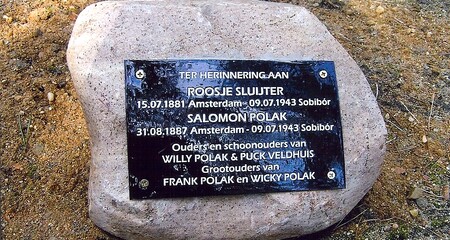 TER HERINNERING AAN
ROOSJE SLUIJTER
15.07.1881 Amsterdam - 09.07.1943 Sobibór
SALOMON POLAK
31.08.1887 Amsterdam - 09.07.1943 Sobibór
Ouders en schoonouders van
WILLY POLAK & PUCK VELDHUIS
Grootouders van
FRANK POLAK en WICKY POLAK